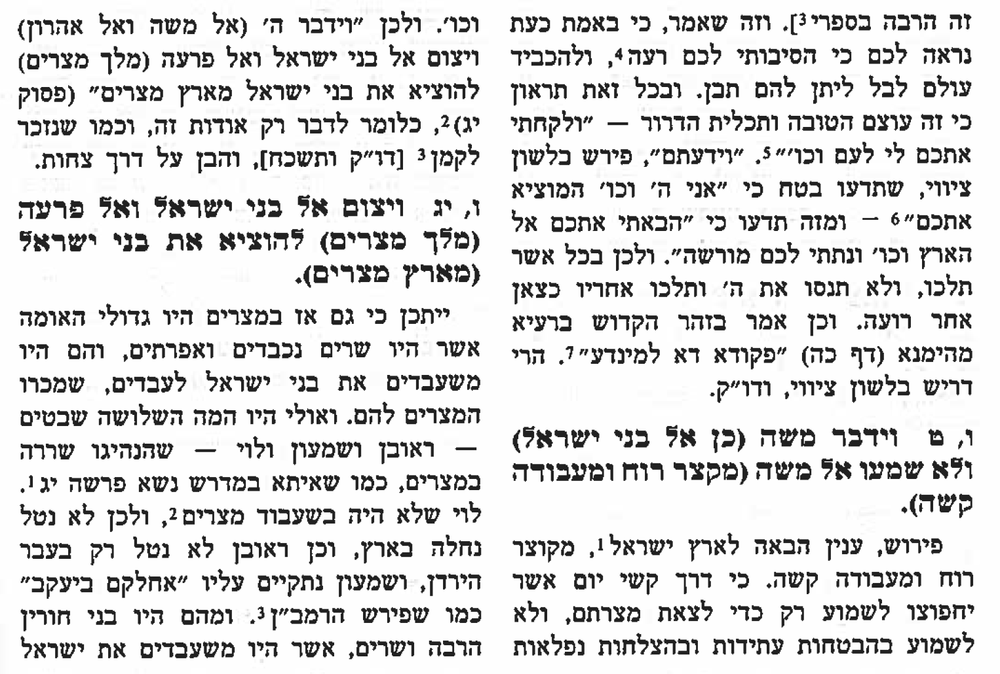 זה הרבה בספרי3]. וזה שאמר, כי באמת כעת
נראה לכם כי הסיבותי לכם רעה4, ולהכביד
עולם לבל ליתן להם תבן. ובכל זאת תראון
כי זה עוצם הטובה ותכלית הדרור — ״ולקחתי
אתכם לי לעם וכו׳״5. ״וידעתם״, פירש בלשון
ציווי, שתדעו בטח כי ״אני ה׳ וכו׳ המוציא
אתכם״6 — ומזה תדעו כי ״הבאתי אתכם אל
הארץ וכו׳ ונתתי לכם מורשה״. ולכן בכל אשר
תלכו, ולא תנסו את ה׳ ותלכו אחריו כצאן
אחר רועה. וכן אמר בזהר הקדוש ברעיא
מהימנא (דף כה) ״פקודא דא למינדע״7. הרי
דריש בלשון ציווי, ודו״ק.
ו, ט וידבר משה (כן אל בני ישראל)
ולא שמעו אל משה (מקצר רוח ומעבודה
קשה).
פירוש, ענין הבאה לארץ ישראל1, מקוצר
רוח ומעבודה קשה. כי דרך קשי יום אשר
יחפוצו לשמוע רק כדי לצאת מצרתם, ולא
לשמוע בהבטחות עתידות ובהצלחות נפלאות
וכו׳. ולכן ״וידבר ה׳ (אל משה ואל אהרון)
ויצום אל בני ישראל ואל פרעה (מלך מצרים)
להוציא את בני ישראל מארץ מצרים״ (פסוק
יג)2, כלומר לדבר רק אודות זה, וכמו שנזכר
לקמן3 [דו״ק ותשכח], והבן על דרך צחות.
ו, יג ויצום אל בני ישראל ואל פרעה
(מלך מצרים) להוציא את בני ישראל
(מארץ מצרים).
ייתכן כי גם אז במצרים היו גדולי האומה
אשר היו שרים נכבדים ואפרתים, והם היו
משעבדים את בני ישראל לעבדים, שמכרו
המצרים להם. ואולי היו המה השלושה שבטים
— ראובן ושמעון ולוי — שהנהיגו שררה
במצרים, כמו שאיתא במדרש נשא פרשה יג1.
לוי שלא היה בשעבוד מצרים2, ולכן לא נטל
נחלה בארץ, וכן ראובן לא נטל רק בעבר
הירדן, ושמעון נתקיים עליו ״אחלקם ביעקב״
כמו שפירש הרמב״ן3. ומהם היו בני חורין
הרבה ושרים, אשר היו משעבדים את ישראל